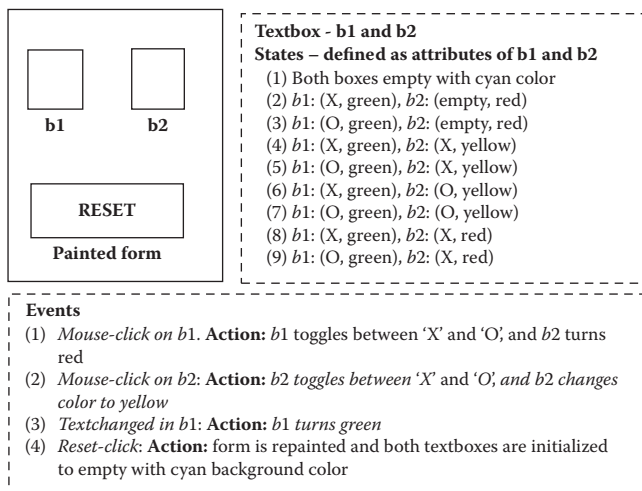 b1 b2
RESET
Painted form
Textbox - b1 and b2
States – defined as attributes of b1 and b2
(1) Both boxes empty with cyan color
(2) b1: (X, green), b2: (empty, red)
(3) b1: (O, green), b2: (empty, red)
(4) b1: (X, green), b2: (X, yellow)
(5) b1: (O, green), b2: (X, yellow)
(6) b1: (X, green), b2: (O, yellow)
(7) b1: (O, green), b2: (O, yellow)
(8) b1: (X, green), b2: (X, red)
(9) b1: (O, green), b2: (X, red)
Events
(1) Mouse-click on b1. Action: b1 toggles between ‘X’ and ‘O’, and b2 turns
red
(2) Mouse-click on b2: Action: b2 toggles between ‘X’ and ‘O’, and b2 changes
color to yellow
(3) Textchanged in b1: Action: b1 turns green
(4) Reset-click: Action: form is repainted and both textboxes are initialized
to empty with cyan background color